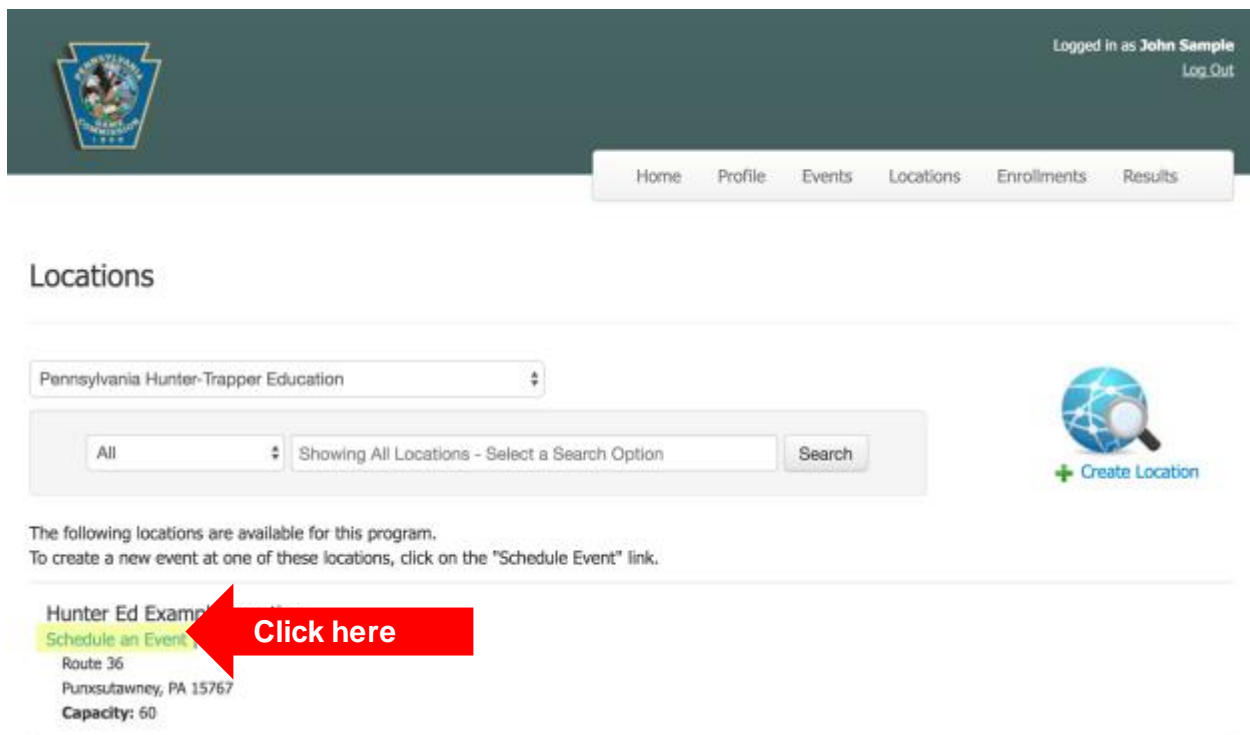 PENNSYLVANIA
GAME
COMMISSION
Logged in as John Sample
Log Out
Home Profile Events Locations Enrollments Results
Locations
Pennsylvania Hunter-Trapper Education
All Showing All Locations - Select a Search Option Search
Create Location
The following locations are available for this program.
To create a new event at one of these locations, click on the "Schedule Event" link.
Hunter Ed
Schedule an Event
Click here
Route 36
Punxsutawney, PA 15767
Capacity: 60